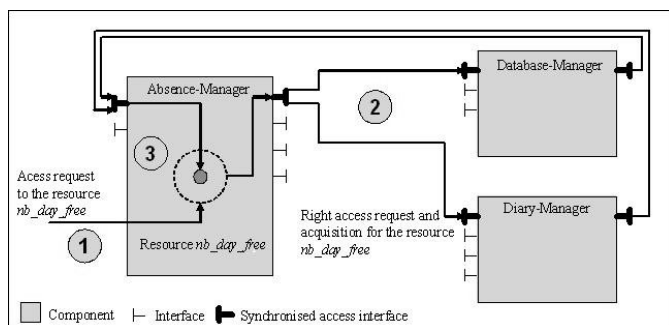 Absence-Manager
Database-Manager
2
3
Acess request
to the resource
nb_day_free
1
Resource nb_day_free
Right access request and
acquisition for the resource
nb_day_free
Diary-Manager
Component
Interface
Synchronised access interface